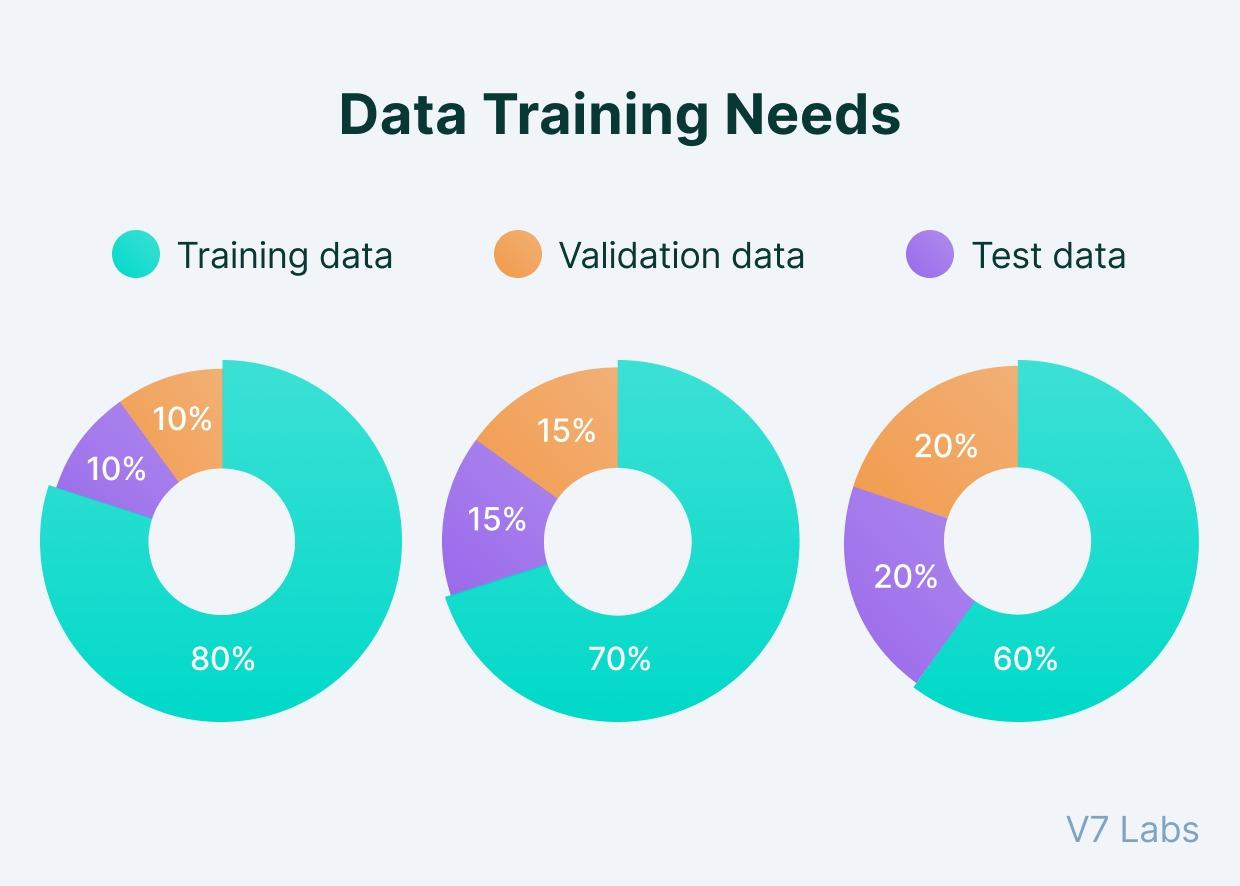 Data Training Needs
Training data
Validation data
Test data
10%
10%
80%
15%
15%
70%
20%
20%
60%
V7 Labs